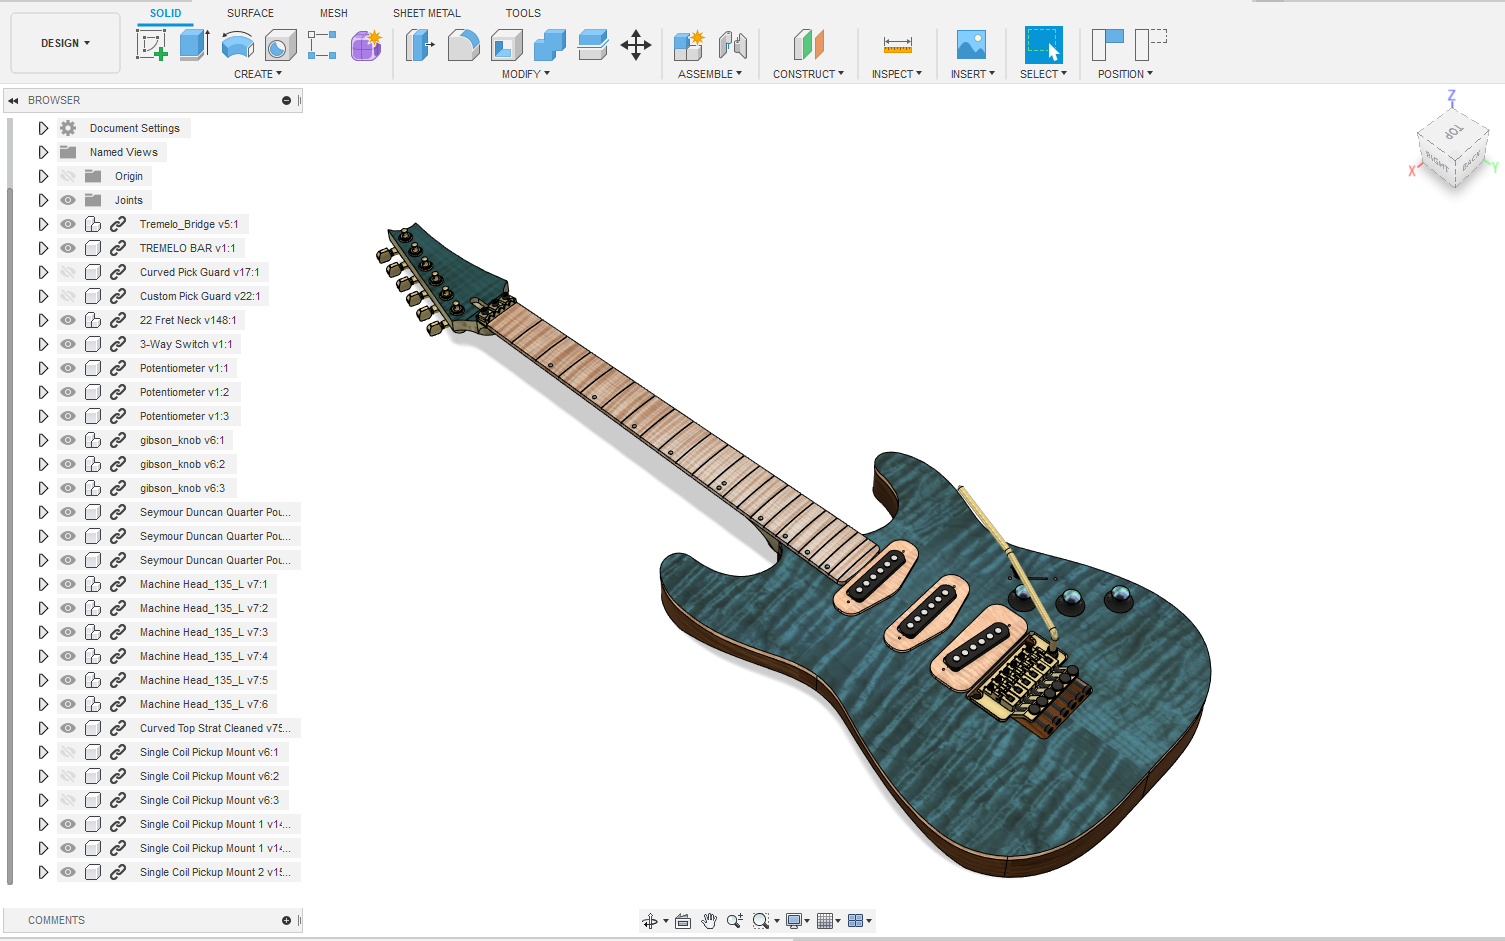 SOLID SURFACE MESH SHEET METAL TOOLS
DESIGN
CREATE MODIFY ASSEMBLE CONSTRUCT INSPECT INSERT SELECT POSITION
BROWSER
Document Settings
Named Views
Origin
Joints
Tremelo_Bridge v5:1
TREMELO BAR v1:1
Curved Pick Guard v17:1
Custom Pick Guard v22:1
22 Fret Neck v148:1
3-Way Switch v1:1
Potentiometer v1:1
Potentiometer v1:2
Potentiometer v1:3
gibson_knob v6:1
gibson_knob v6:2
gibson_knob v6:3
Seymour Duncan Quarter Pou...
Seymour Duncan Quarter Pou...
Seymour Duncan Quarter Pou...
Machine Head_135_L v7:1
Machine Head_135_L v7:2
Machine Head_135_L v7:3
Machine Head_135_L v7:4
Machine Head_135_L v7:5
Machine Head_135_L v7:6
Curved Top Strat Cleaned v75...
Single Coil Pickup Mount v6:1
Single Coil Pickup Mount v6:2
Single Coil Pickup Mount v6:3
Single Coil Pickup Mount 1 v14...
Single Coil Pickup Mount 1 v14...
Single Coil Pickup Mount 2 v15...
COMMENTS
Z
TOP
RIGHT BACK
X Y